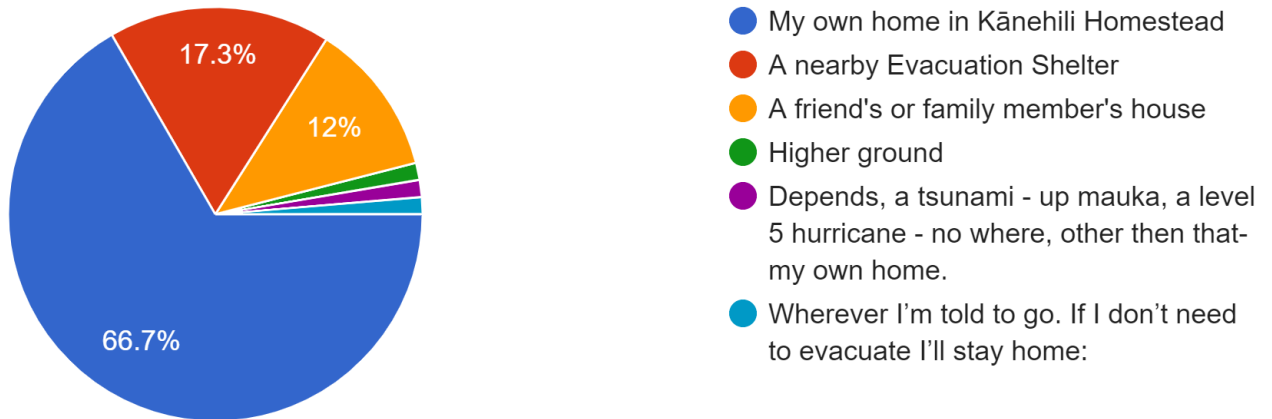 17.3%
12%
66.7%
My own home in Kānehili Homestead
A nearby Evacuation Shelter
A friend's or family member's house
Higher ground
Depends, a tsunami - up mauka, a level
5 hurricane - no where, other then that-
my own home.
Wherever I’m told to go. If I don’t need
to evacuate I’ll stay home: